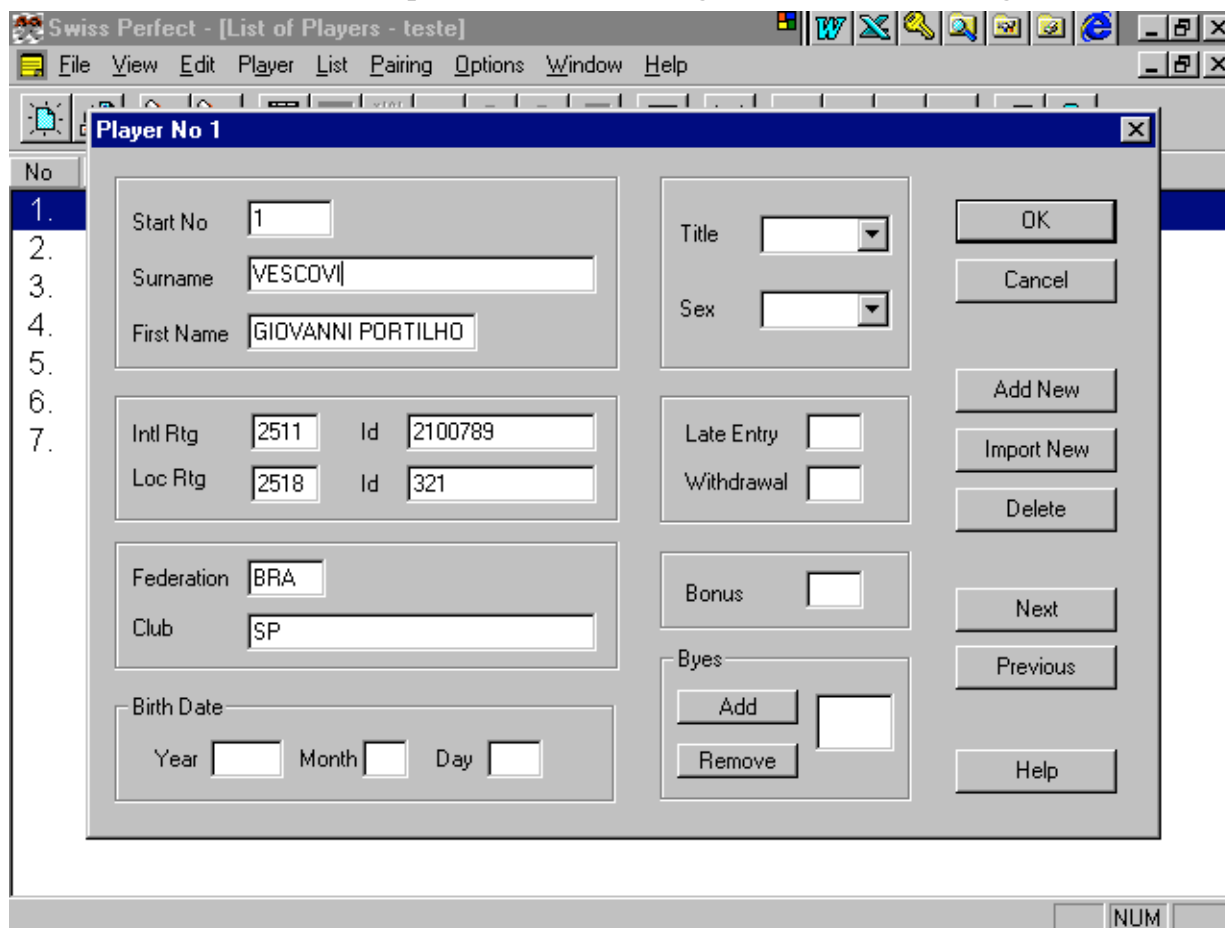 Swiss Perfect - [List of Players - teste]
File View Edit Player List Pairing Options Window Help
Player No 1
No
1.
2.
3.
4.
5.
6.
7.
Start No 1
Surname VESCOVI
First Name GIOVANNI PORTILHO
Title
Sex
OK
Cancel
Intl Rtg 2511 Id 2100789
Loc Rtg 2518 Id 321
Late Entry
Withdrawal
Add New
Import New
Delete
Federation BRA
Club SP
Bonus
Next
Previous
Birth Date
Year Month Day
Byes
Add
Remove
Help
NUM